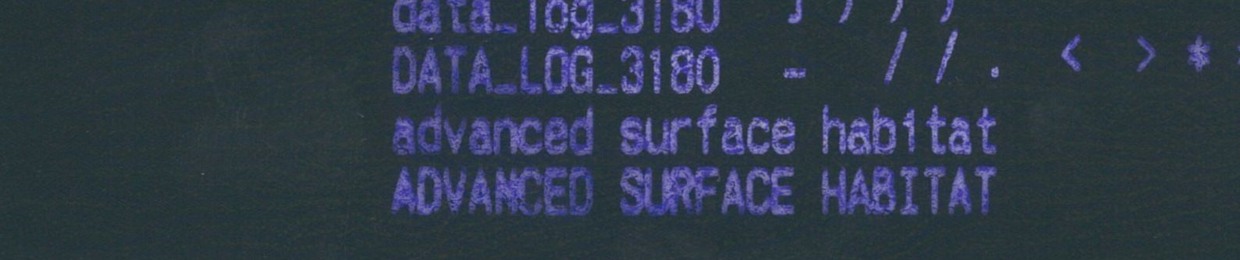 data_log_3180 ; ) ) )
DATA_LOG_3180 - / / . < > *
advanced surface habitat
ADVANCED SURFACE HABITAT